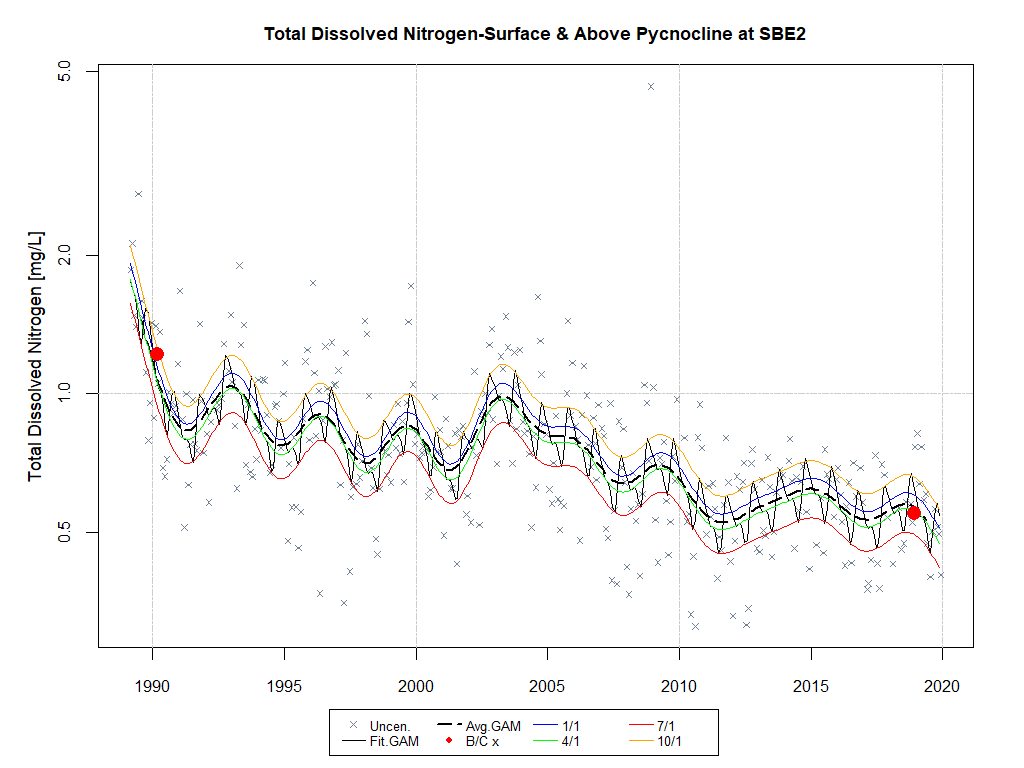 Total Dissolved Nitrogen-Surface & Above Pycnocline at SBE2
Total Dissolved Nitrogen [mg/L]
5.0
2.0
1.0
0.5
1990 1995 2000 2005 2010 2015 2020
Uncen. Avg.GAM 1/1 7/1
Fit.GAM B/C x 4/1 10/1